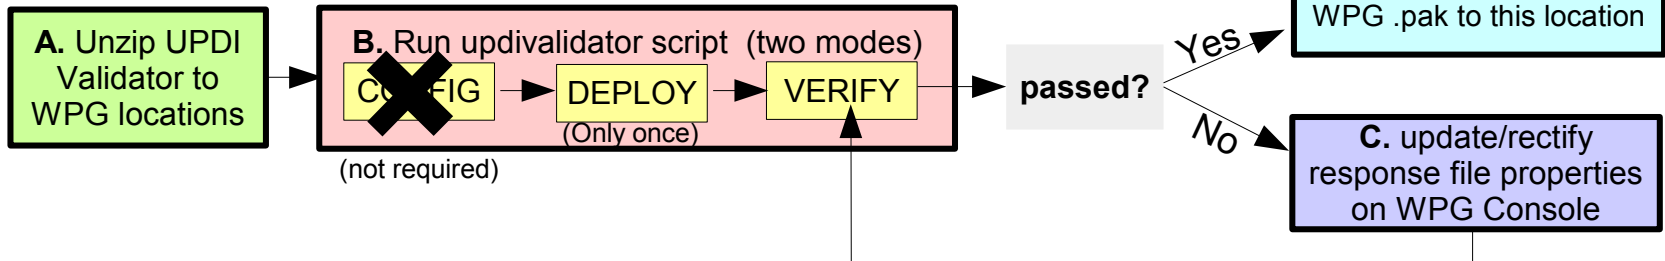 A. Unzip UPDI
Validator to
WPG locations
B. Run updivalidator script (two modes)
CONFIG
DEPLOY
(Only once)
VERIFY
(not required)
passed?
Yes
No
WPG .pak to this location
C. update/rectify
response file properties
on WPG Console